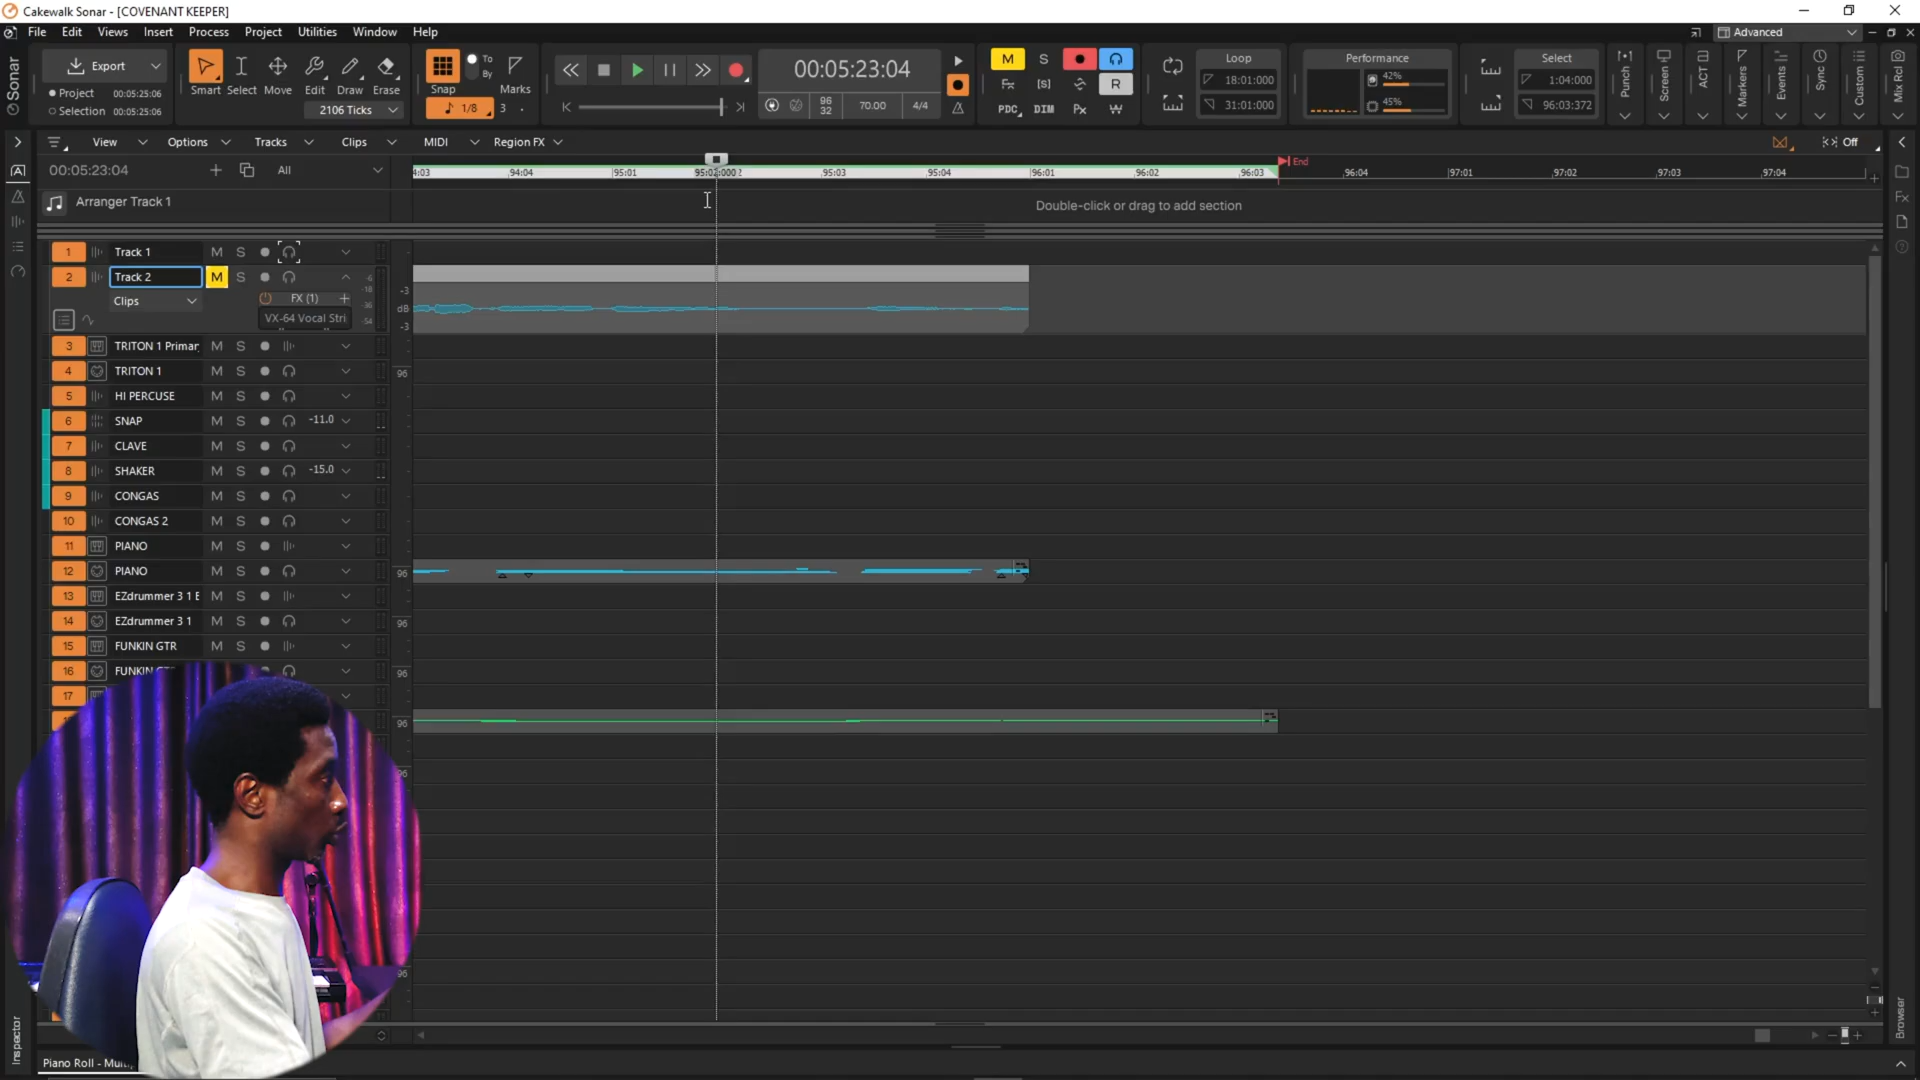 Cakewalk Sonar - [COVENANT KEEPER]
File Edit Views Insert Process Project Utilities Window Help
Advanced
Sonar
Export
Project 00:05:25:06
Selection 00:05:25:06
Smart Select Move Edit Draw Erase
2106 Ticks
Snap To By Marks
1/8 3
00:05:23:04
96 32 70.00 4/4
M S
Fx [S] R
PDC DIM Px W
Loop
18:01:000
31:01:000
Performance
42%
45%
Select
1:04:000
96:03:372
Punch
Screen
ACT
Markers
Events
Sync
Custom
Mix Rcl
View Options Tracks Clips MIDI Region FX
Off
00:05:23:04 + All
End
4:03 94:04 95:01 95:02:000 95:03 95:04 96:01 96:02 96:03 96:04 97:01 97:02 97:03 97:04
Arranger Track 1
Double-click or drag to add section
1 Track 1 M S
2 Track 2 M S
Clips
FX (1) +
VX-64 Vocal Stri
-6
-18
-36
-54
-3
dB
-3
3 TRITON 1 Primar M S
4 TRITON 1 M S 96
5 HI PERCUSE M S
6 SNAP M S -11.0
7 CLAVE M S
8 SHAKER M S -15.0
9 CONGAS M S
10 CONGAS 2 M S
11 PIANO M S
12 PIANO M S 96
13 EZdrummer 3 1 E M S
14 EZdrummer 3 1 M S 96
15 FUNKIN GTR M S
16 FUNKIN 96
17
96
96
96
Inspector
Browser
Piano Roll - Mul